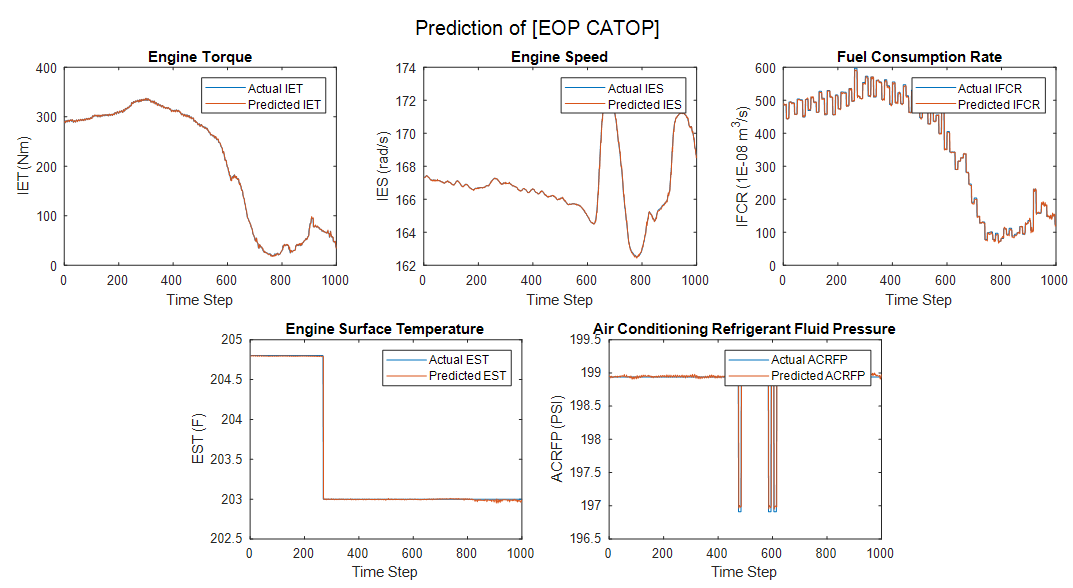 Prediction of [EOP CATOP]
Engine Torque
IET (Nm)
400
300
200
100
0
Actual IET
Predicted IET
0 200 400 600 800 1000
Time Step
Engine Speed
IES (rad/s)
174
172
170
168
166
164
162
Actual IES
Predicted IES
0 200 400 600 800 1000
Time Step
Fuel Consumption Rate
IFCR (1E-08 m³/s)
600
500
400
300
200
100
0
Actual IFCR
Predicted IFCR
0 200 400 600 800 1000
Time Step
Engine Surface Temperature
EST (F)
205
204.5
204
203.5
203
202.5
Actual EST
Predicted EST
0 200 400 600 800 1000
Time Step
Air Conditioning Refrigerant Fluid Pressure
ACRFP (PSI)
199.5
199
198.5
198
197.5
197
196.5
Actual ACRFP
Predicted ACRFP
0 200 400 600 800 1000
Time Step